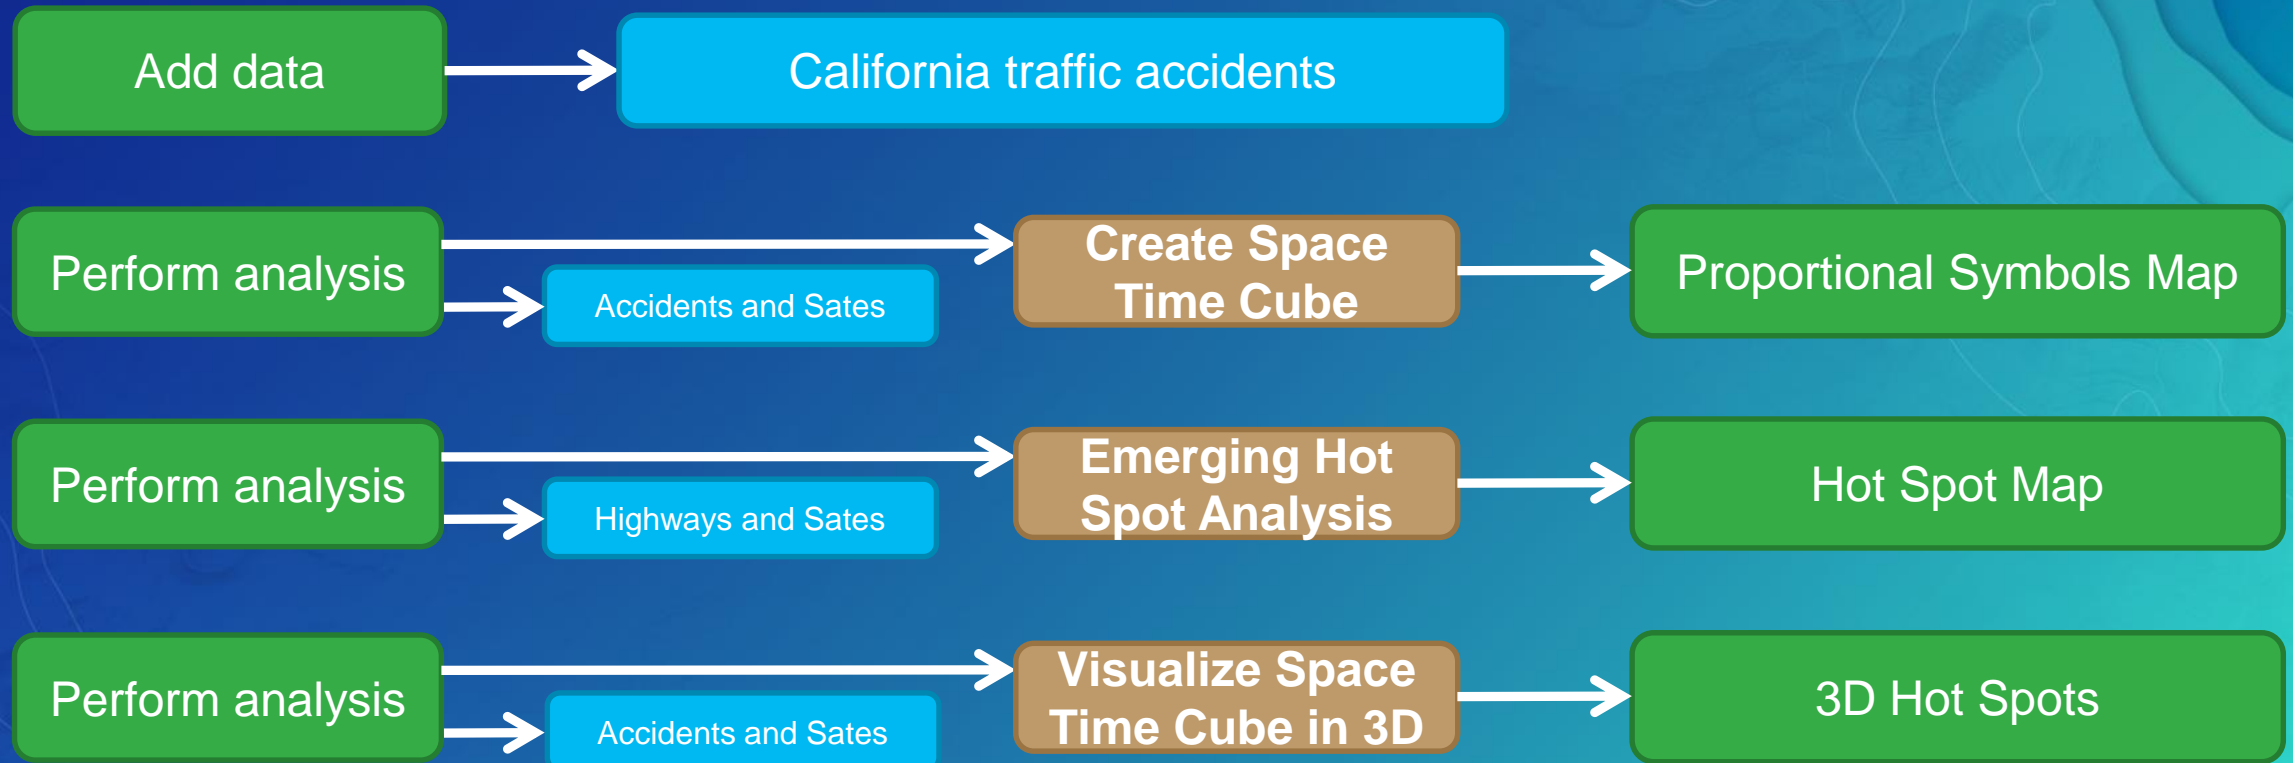 Add data
California traffic accidents
Perform analysis
Accidents and Sates
Create Space
Time Cube
Proportional Symbols Map
Perform analysis
Highways and Sates
Emerging Hot
Spot Analysis
Hot Spot Map
Perform analysis
Accidents and Sates
Visualize Space
Time Cube in 3D
3D Hot Spots